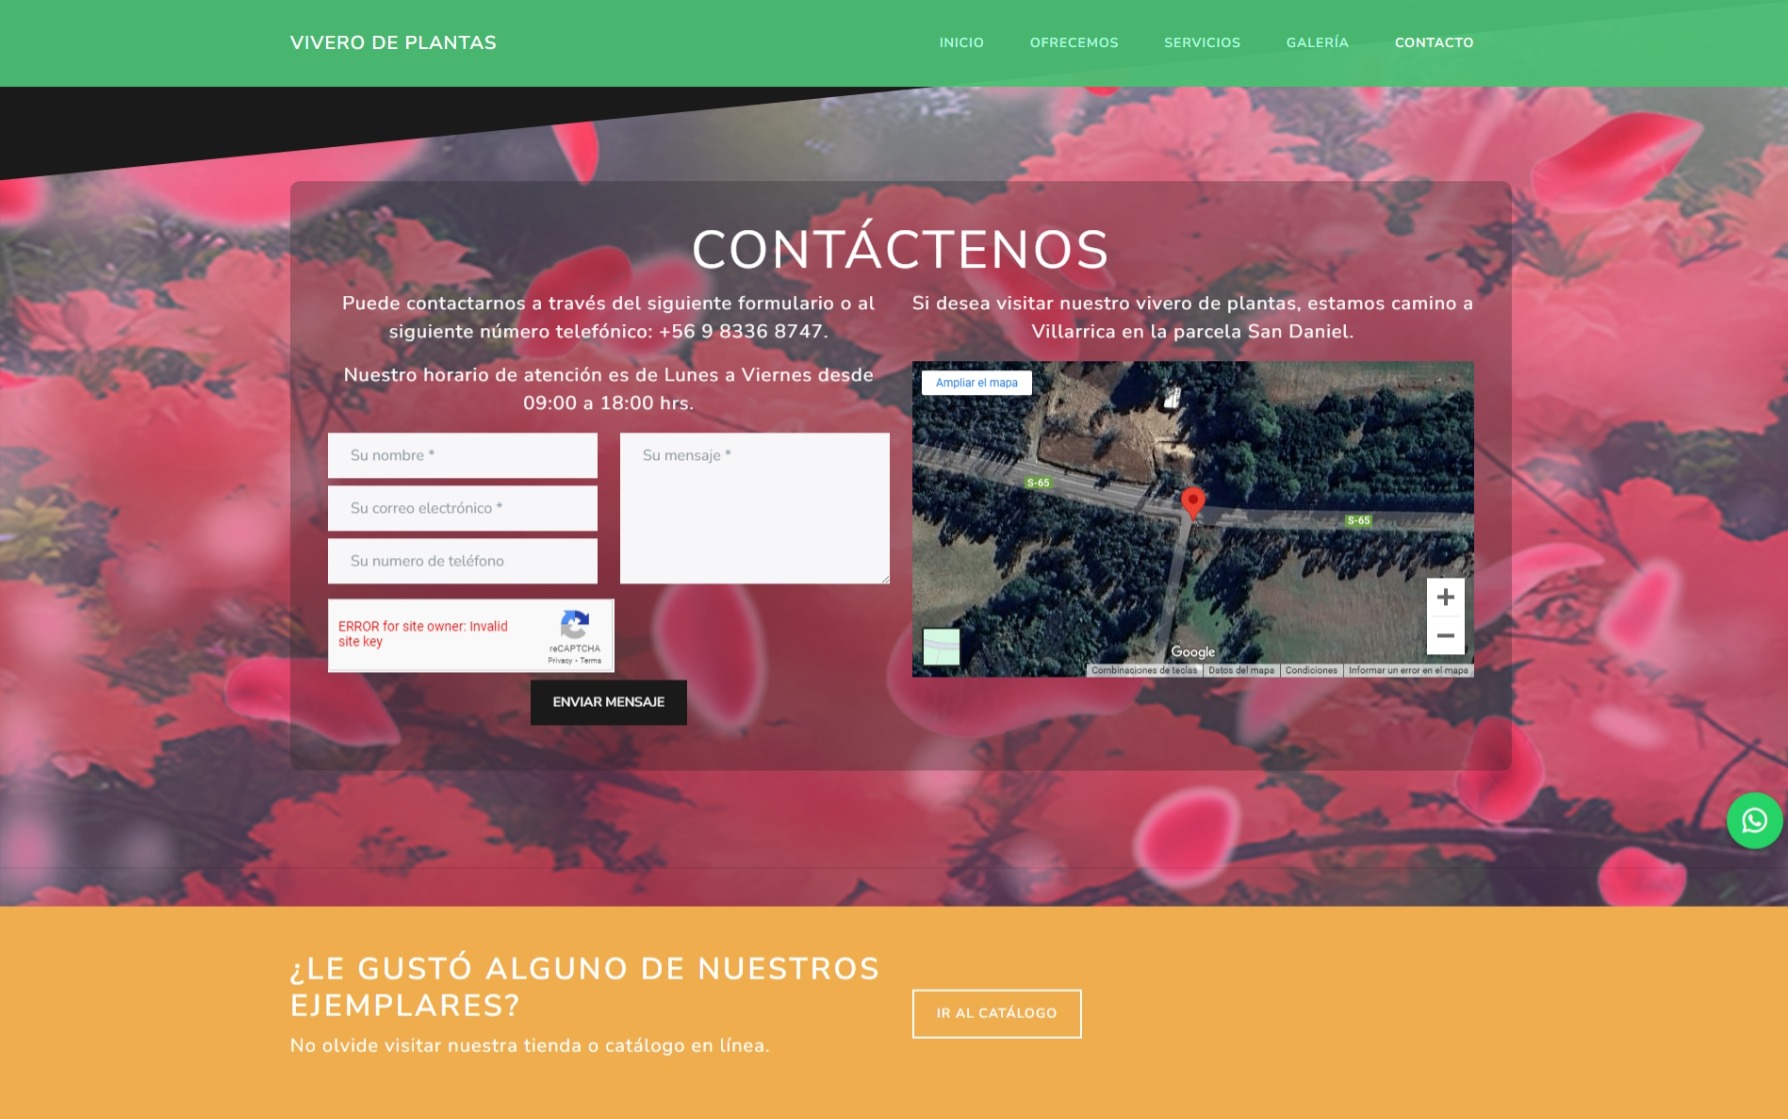 VIVERO DE PLANTAS
INICIO
OFRECEMOS
SERVICIOS
GALERÍA
CONTACTO
CONTÁCTENOS
Puede contactarnos a través del siguiente formulario o al
siguiente número telefónico: +56 9 8336 8747.
Nuestro horario de atención es de Lunes a Viernes desde
09:00 a 18:00 hrs.
Su nombre *
Su correo electrónico *
Su numero de teléfono
Su mensaje *
ERROR for site owner: Invalid
site key
reCAPTCHA
Privacy • Terms
ENVIAR MENSAJE
Si desea visitar nuestro vivero de plantas, estamos camino a
Villarrica en la parcela San Daniel.
Ampliar el mapa
S-65
S-65
Google
Combinaciones de teclas
Datos del mapa
Condiciones
Informar un error en el mapa
¿LE GUSTÓ ALGUNO DE NUESTROS
EJEMPLARES?
No olvide visitar nuestra tienda o catálogo en línea.
IR AL CATÁLOGO